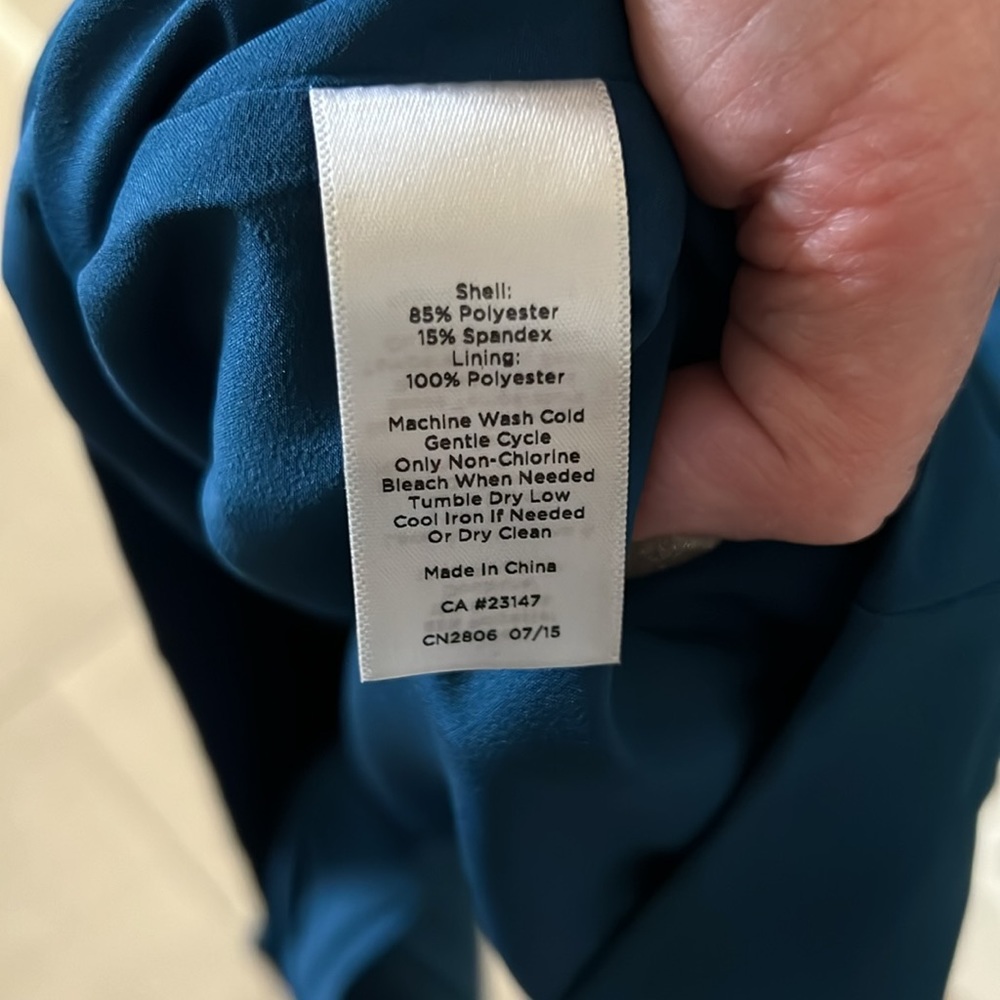 Shell:
85% Polyester
15% Spandex
Lining:
100% Polyester
Machine Wash Cold
Gentle Cycle
Only Non-Chlorine
Bleach When Needed
Tumble Dry Low
Cool Iron If Needed
Or Dry Clean
Made In China
CA #23147
CN2806 07/15